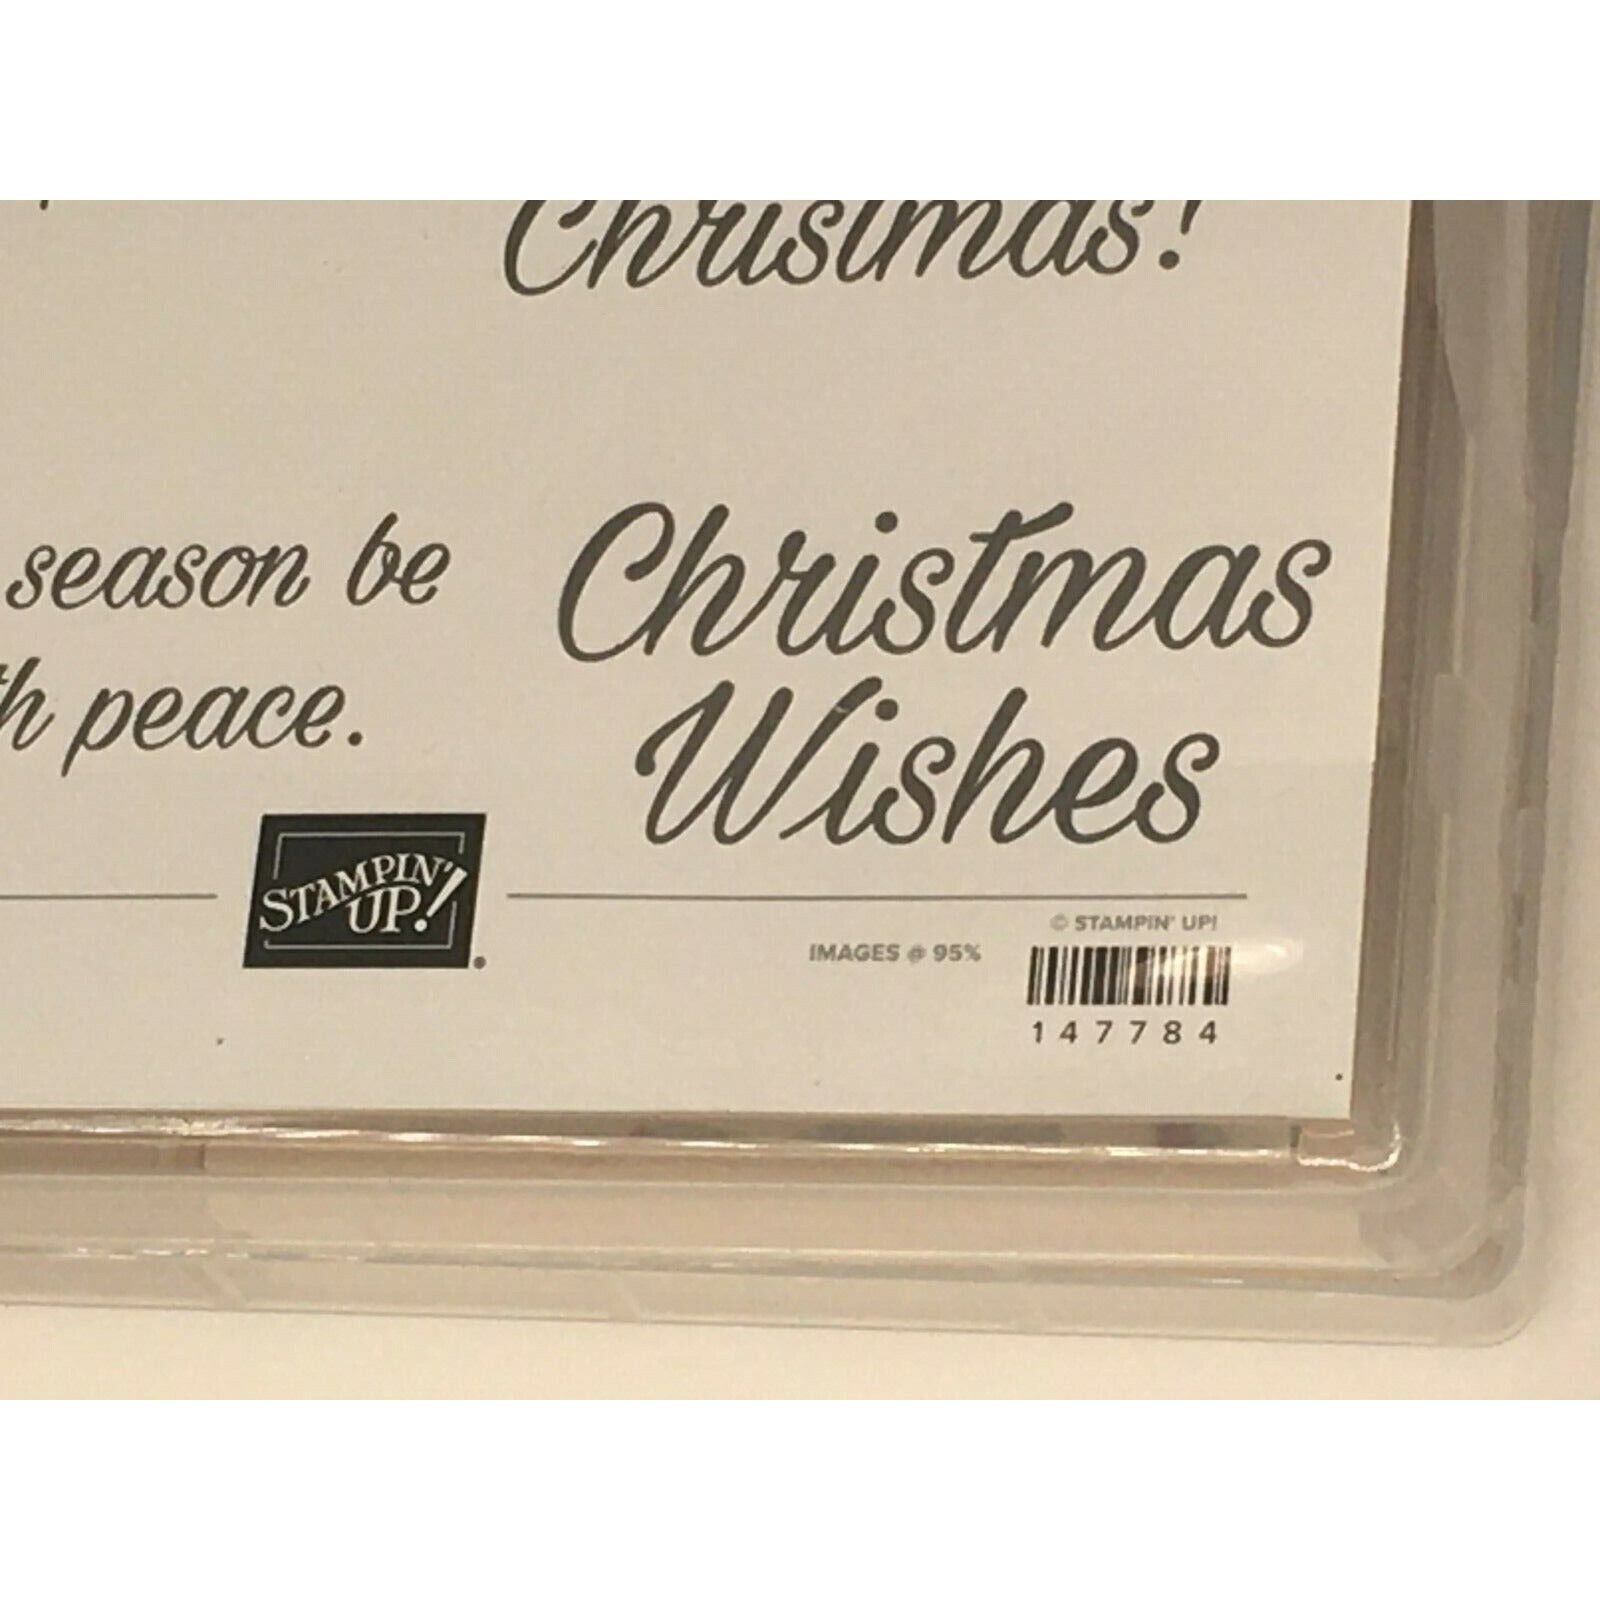 Christmas!
season be
peace.
Christmas
Wishes
STAMPIN'
UP!
© STAMPIN' UP!
IMAGES @ 95%
147784